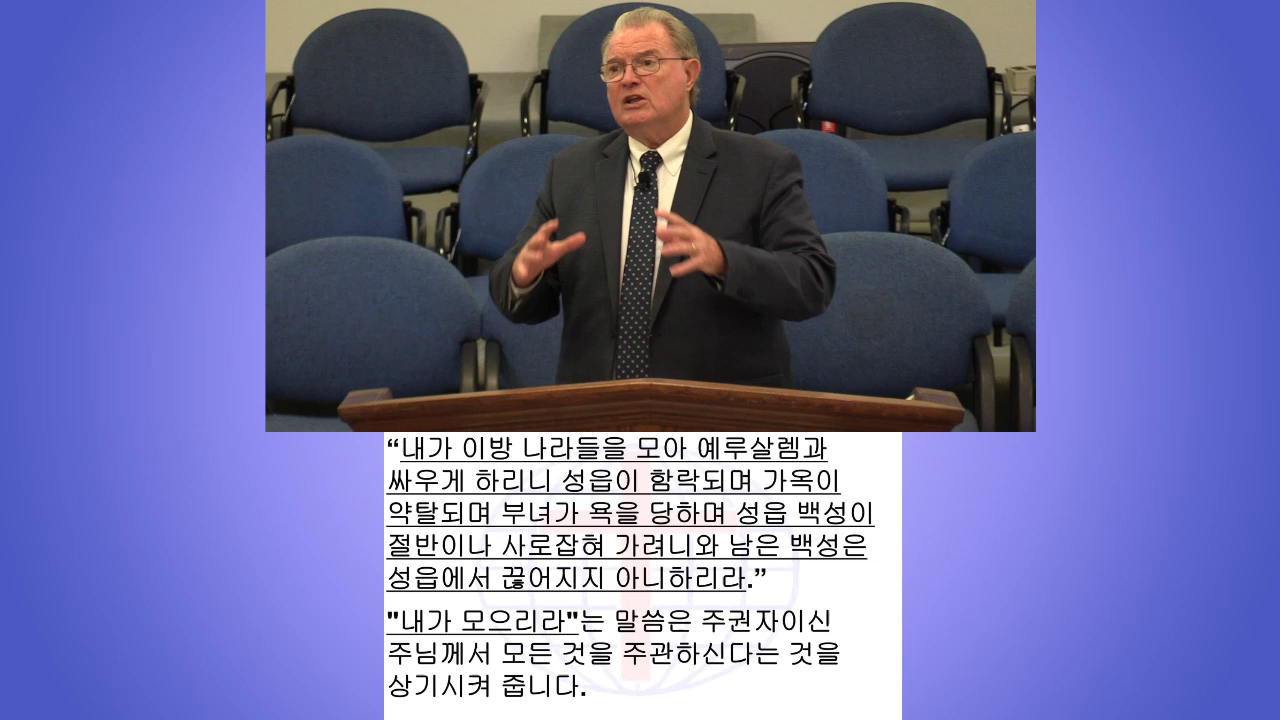 “내가 이방 나라들을 모아 예루살렘과
싸우게 하리니 성읍이 함락되며 가옥이
약탈되며 부녀가 욕을 당하며 성읍 백성이
절반이나 사로잡혀 가려니와 남은 백성은
성읍에서 끊어지지 아니하리라.”
"내가 모으리라"는 말씀은 주권자이신
주님께서 모든 것을 주관하신다는 것을
상기시켜 줍니다.